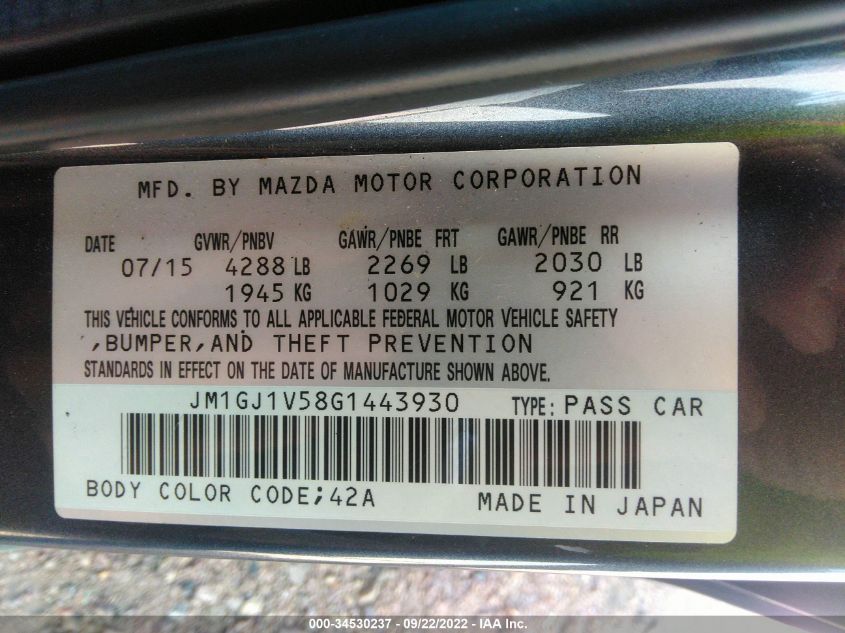 MFD. BY MAZDA MOTOR CORPORATION
DATE GVWR/PNBV GAWR/PNBE FRT GAWR/PNBE RR
07/15 4288 LB 2269 LB 2030 LB
1945 KG 1029 KG 921 KG
THIS VEHICLE CONFORMS TO ALL APPLICABLE FEDERAL MOTOR VEHICLE SAFETY
,BUMPER,AND THEFT PREVENTION
STANDARDS IN EFFECT ON THE DATE OF MANUFACTURE SHOWN ABOVE.
JM1GJ1V58G1443930 TYPE: PASS CAR
BODY COLOR CODE;42A MADE IN JAPAN
000-34530237 - 09/22/2022 - IAA Inc.